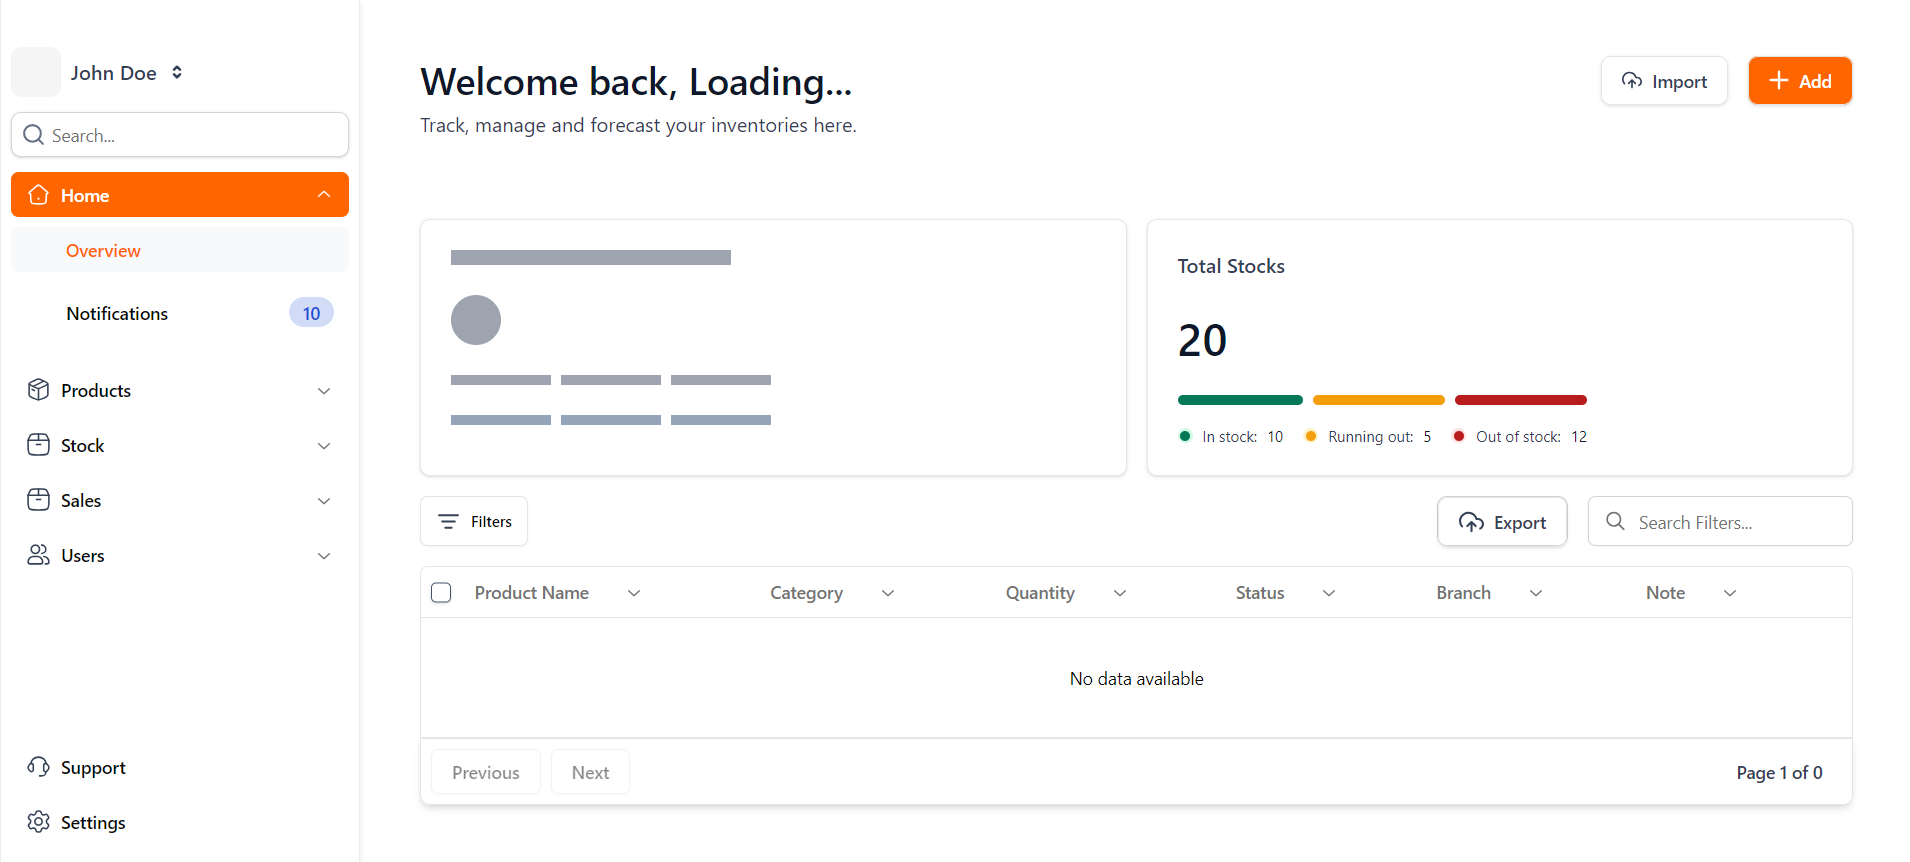 John Doe
Search...
Home
Overview
Notifications 10
Products
Stock
Sales
Users
Support
Settings
Welcome back, Loading...
Track, manage and forecast your inventories here.
Import
Add
Total Stocks
20
In stock: 10 Running out: 5 Out of stock: 12
Filters
Export
Search Filters...
Product Name Category Quantity Status Branch Note
No data available
Previous Next Page 1 of 0